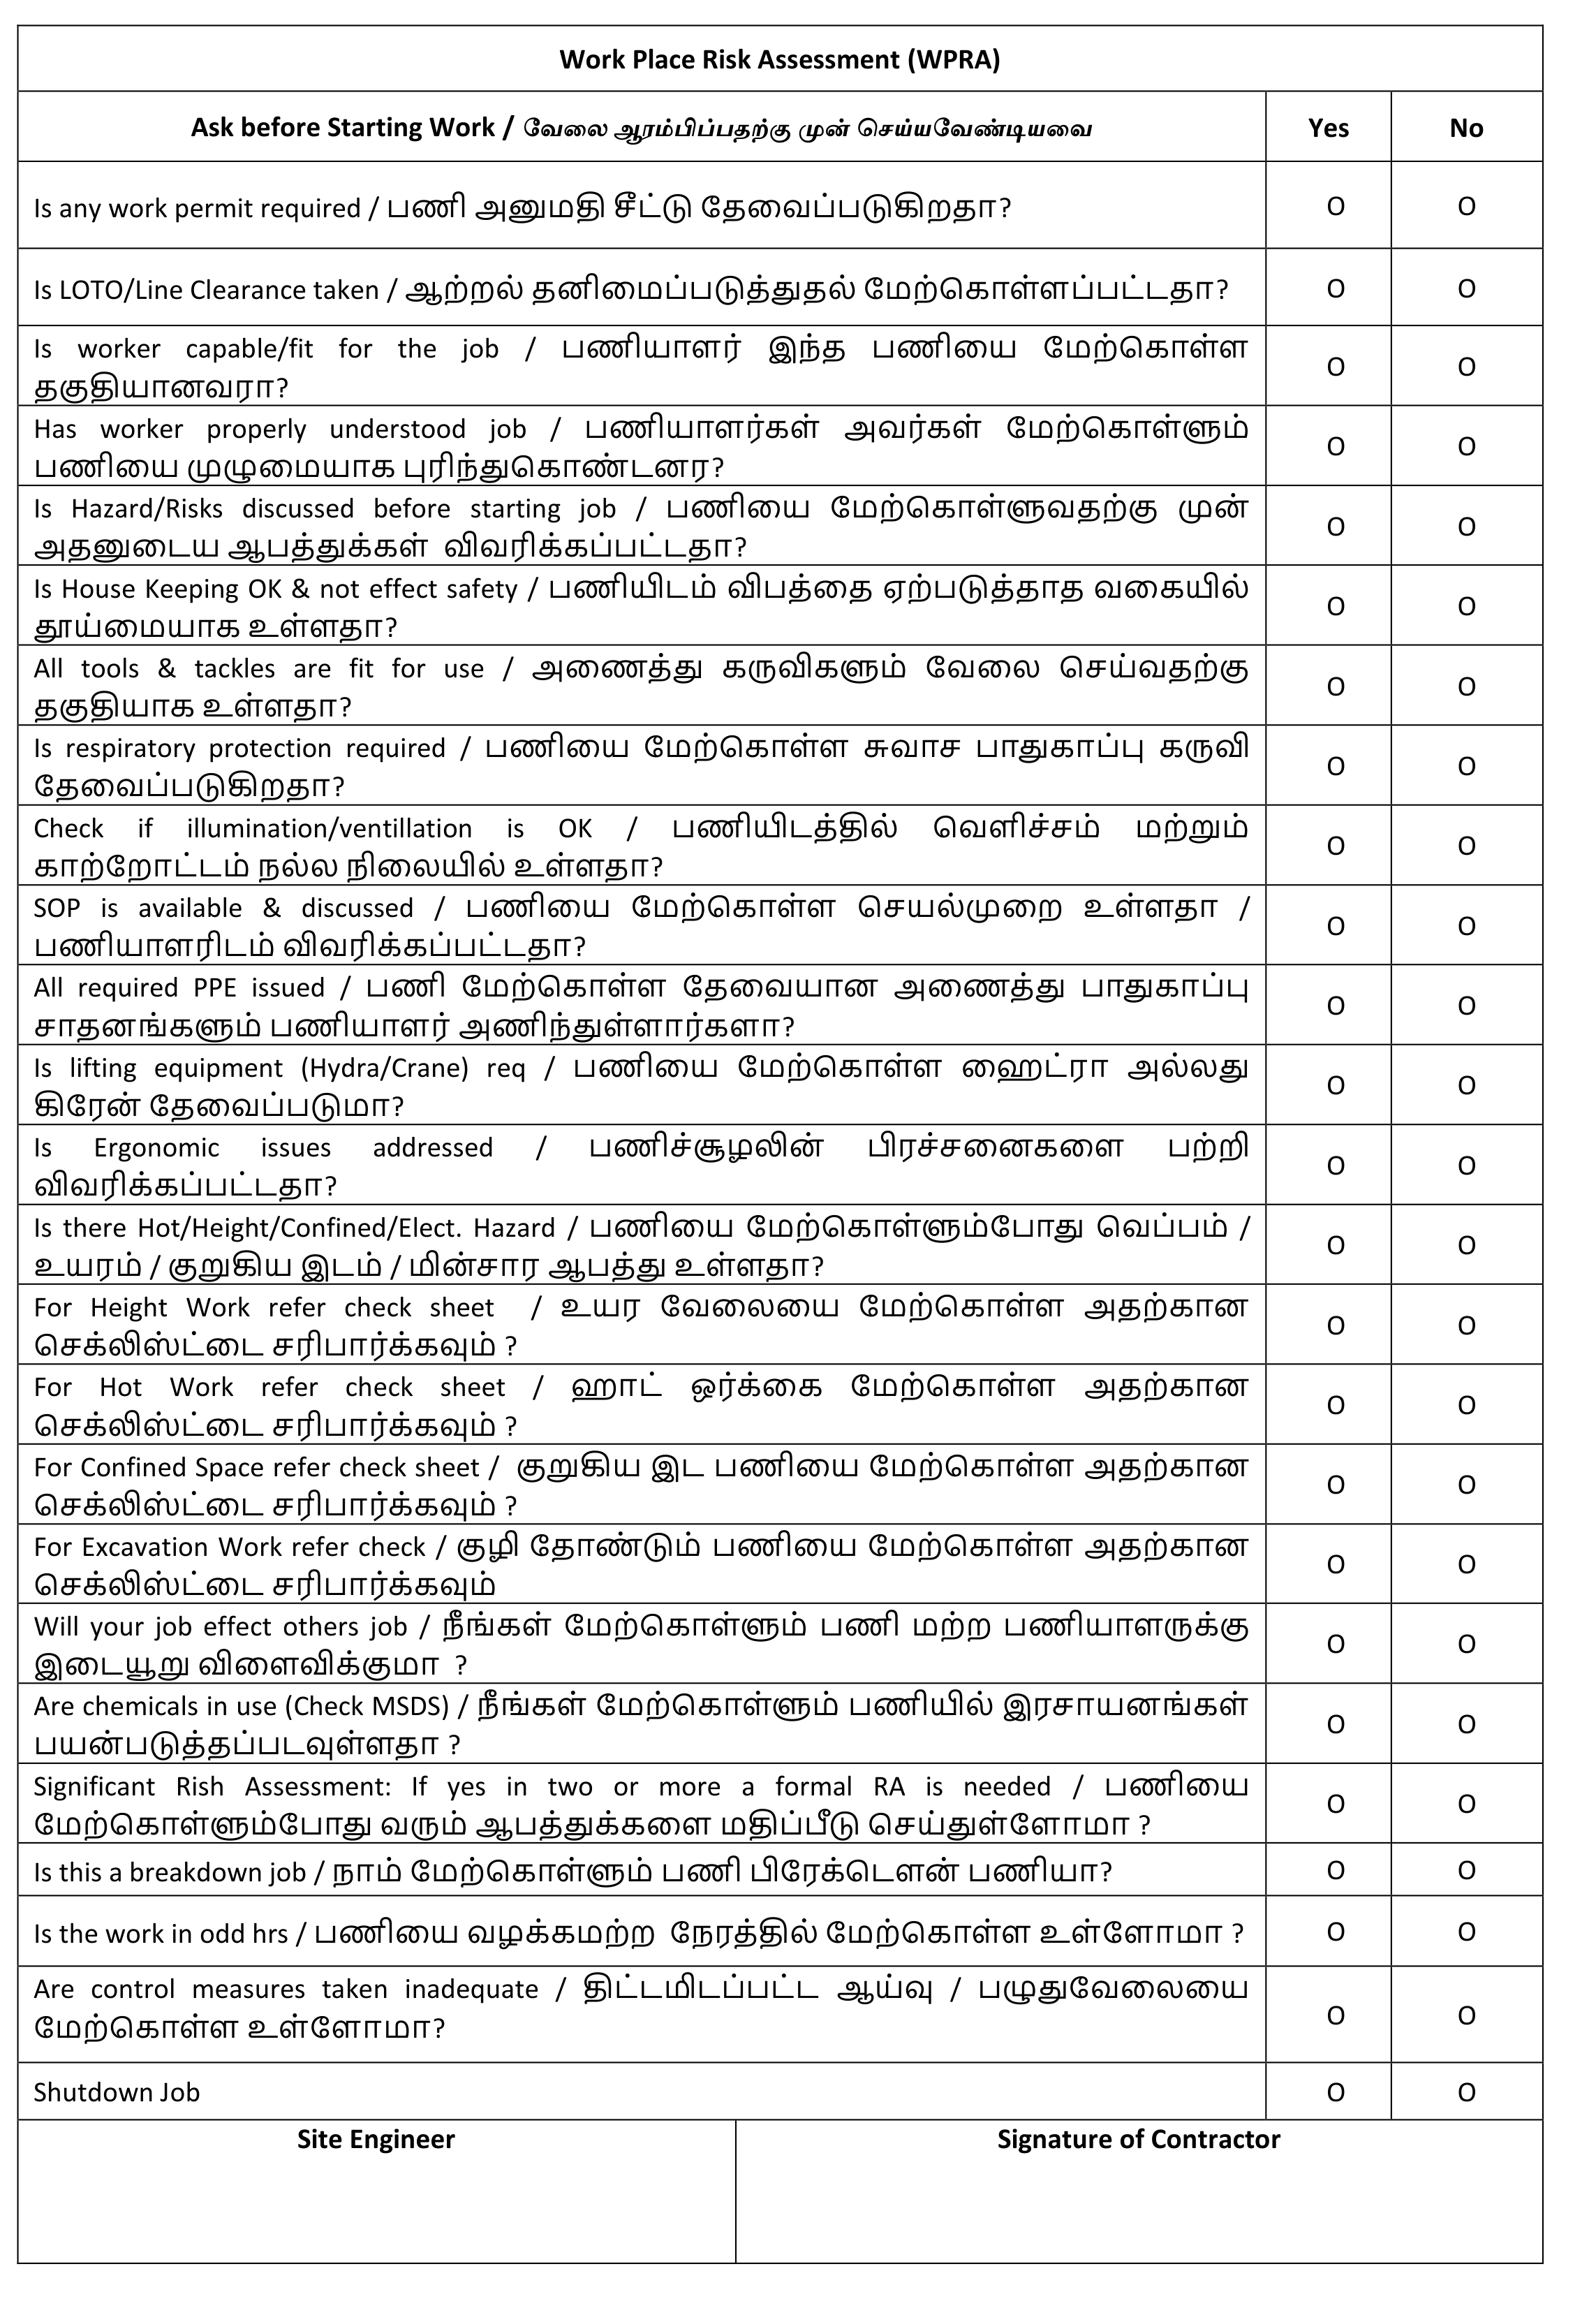 Work Place Risk Assessment (WPRA)
Ask before Starting Work / வேலை ஆரம்பிப்பதற்கு முன் செய்யவேண்டியவை Yes No
Is any work permit required / பணி அனுமதி சீட்டு தேவைப்படுகிறதா? O O
Is LOTO/Line Clearance taken / ஆற்றல் தனிமைப்படுத்துதல் மேற்கொள்ளப்பட்டதா? O O
Is worker capable/fit for the job / பணியாளர் இந்த பணியை மேற்கொள்ள
தகுதியானவரா? O O
Has worker properly understood job / பணியாளர்கள் அவர்கள் மேற்கொள்ளும்
பணியை முழுமையாக புரிந்துகொண்டனர? O O
Is Hazard/Risks discussed before starting job / பணியை மேற்கொள்ளுவதற்கு முன்
அதனுடைய ஆபத்துக்கள் விவரிக்கப்பட்டதா? O O
Is House Keeping OK & not effect safety / பணியிடம் விபத்தை ஏற்படுத்தாத வகையில்
தூய்மையாக உள்ளதா? O O
All tools & tackles are fit for use / அணைத்து கருவிகளும் வேலை செய்வதற்கு
தகுதியாக உள்ளதா? O O
Is respiratory protection required / பணியை மேற்கொள்ள சுவாச பாதுகாப்பு கருவி
தேவைப்படுகிறதா? O O
Check if illumination/ventillation is OK / பணியிடத்தில் வெளிச்சம் மற்றும்
காற்றோட்டம் நல்ல நிலையில் உள்ளதா? O O
SOP is available & discussed / பணியை மேற்கொள்ள செயல்முறை உள்ளதா /
பணியாளரிடம் விவரிக்கப்பட்டதா? O O
All required PPE issued / பணி மேற்கொள்ள தேவையான அணைத்து பாதுகாப்பு
சாதனங்களும் பணியாளர் அணிந்துள்ளார்களா? O O
Is lifting equipment (Hydra/Crane) req / பணியை மேற்கொள்ள ஹைட்ரா அல்லது
கிரேன் தேவைப்படுமா? O O
Is Ergonomic issues addressed / பணிச்சூழலின் பிரச்சனைகளை பற்றி
விவரிக்கப்பட்டதா? O O
Is there Hot/Height/Confined/Elect. Hazard / பணியை மேற்கொள்ளும்போது வெப்பம் /
உயரம் / குறுகிய இடம் / மின்சார ஆபத்து உள்ளதா? O O
For Height Work refer check sheet / உயர வேலையை மேற்கொள்ள அதற்கான
செக்லிஸ்ட்டை சரிபார்க்கவும் ? O O
For Hot Work refer check sheet / ஹாட் ஒர்க்கை மேற்கொள்ள அதற்கான
செக்லிஸ்ட்டை சரிபார்க்கவும் ? O O
For Confined Space refer check sheet / குறுகிய இட பணியை மேற்கொள்ள அதற்கான
செக்லிஸ்ட்டை சரிபார்க்கவும் ? O O
For Excavation Work refer check / குழி தோண்டும் பணியை மேற்கொள்ள அதற்கான
செக்லிஸ்ட்டை சரிபார்க்கவும் O O
Will your job effect others job / நீங்கள் மேற்கொள்ளும் பணி மற்ற பணியாளருக்கு
இடையூறு விளைவிக்குமா ? O O
Are chemicals in use (Check MSDS) / நீங்கள் மேற்கொள்ளும் பணியில் இரசாயனங்கள்
பயன்படுத்தப்படவுள்ளதா ? O O
Significant Rish Assessment: If yes in two or more a formal RA is needed / பணியை
மேற்கொள்ளும்போது வரும் ஆபத்துக்களை மதிப்பீடு செய்துள்ளோமா ? O O
Is this a breakdown job / நாம் மேற்கொள்ளும் பணி பிரேக்டௌன் பணியா? O O
Is the work in odd hrs / பணியை வழக்கமற்ற நேரத்தில் மேற்கொள்ள உள்ளோமா ? O O
Are control measures taken inadequate / திட்டமிடப்பட்ட ஆய்வு / பழுதுவேலையை
மேற்கொள்ள உள்ளோமா? O O
Shutdown Job O O
Site Engineer Signature of Contractor